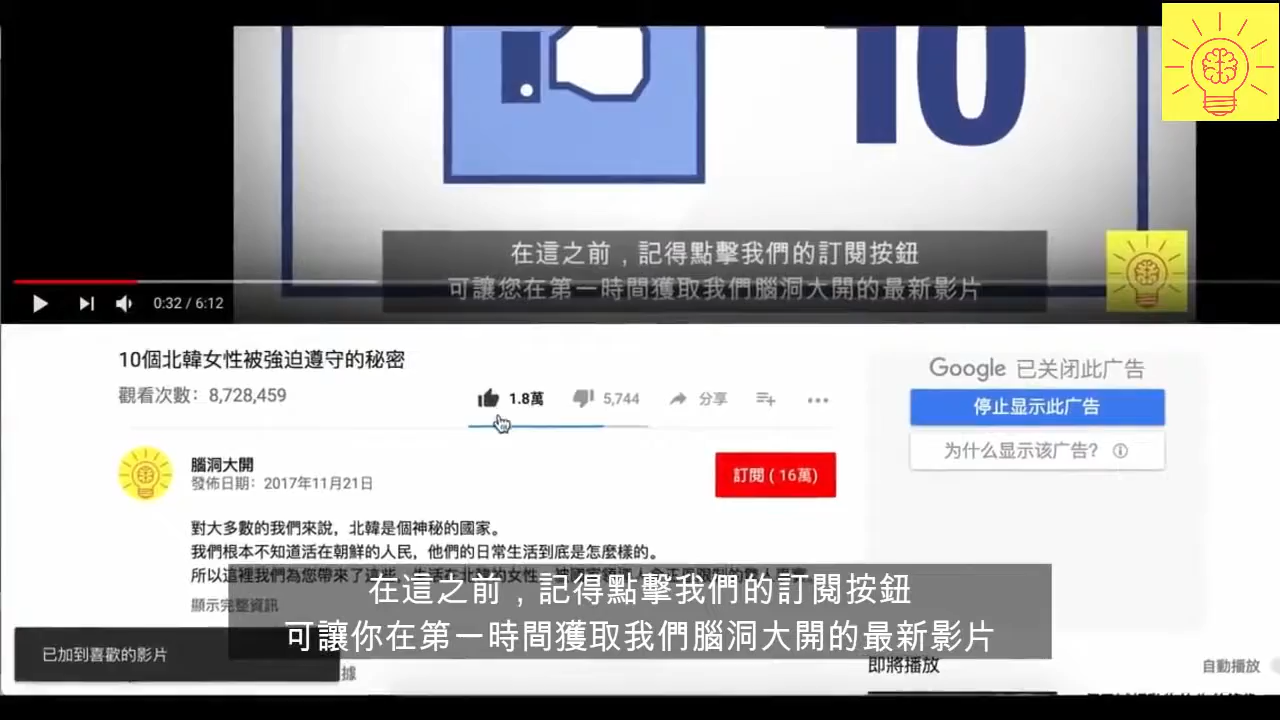 10
在這之前，記得點擊我們的訂閱按鈕
可讓您在第一時間獲取我們腦洞大開的最新影片
0:32 / 6:12
10個北韓女性被強迫遵守的秘密
觀看次數：8,728,459
1.8萬
5,744
分享
Google 已关闭此广告
停止显示此广告
为什么显示该广告?
腦洞大開
發佈日期：2017年11月21日
訂閱 ( 16萬)
對大多數的我們來說，北韓是個神秘的國家。
我們根本不知道活在朝鮮的人民，他們的日常生活到底是怎麼樣的。
所以這裡我們為您帶來了這些
顯示完整資訊
在這之前，記得點擊我們的訂閱按鈕
可讓你在第一時間獲取我們腦洞大開的最新影片
已加到喜歡的影片
據
即將播放
自動播放